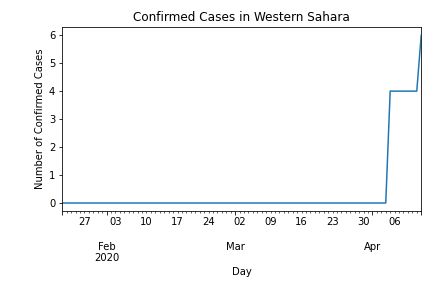 Confirmed Cases in Western Sahara
Number of Confirmed Cases
6
5
4
3
2
1
0
27 03 10 17 24 02 09 16 23 30 06
Feb Mar Apr
2020
Day